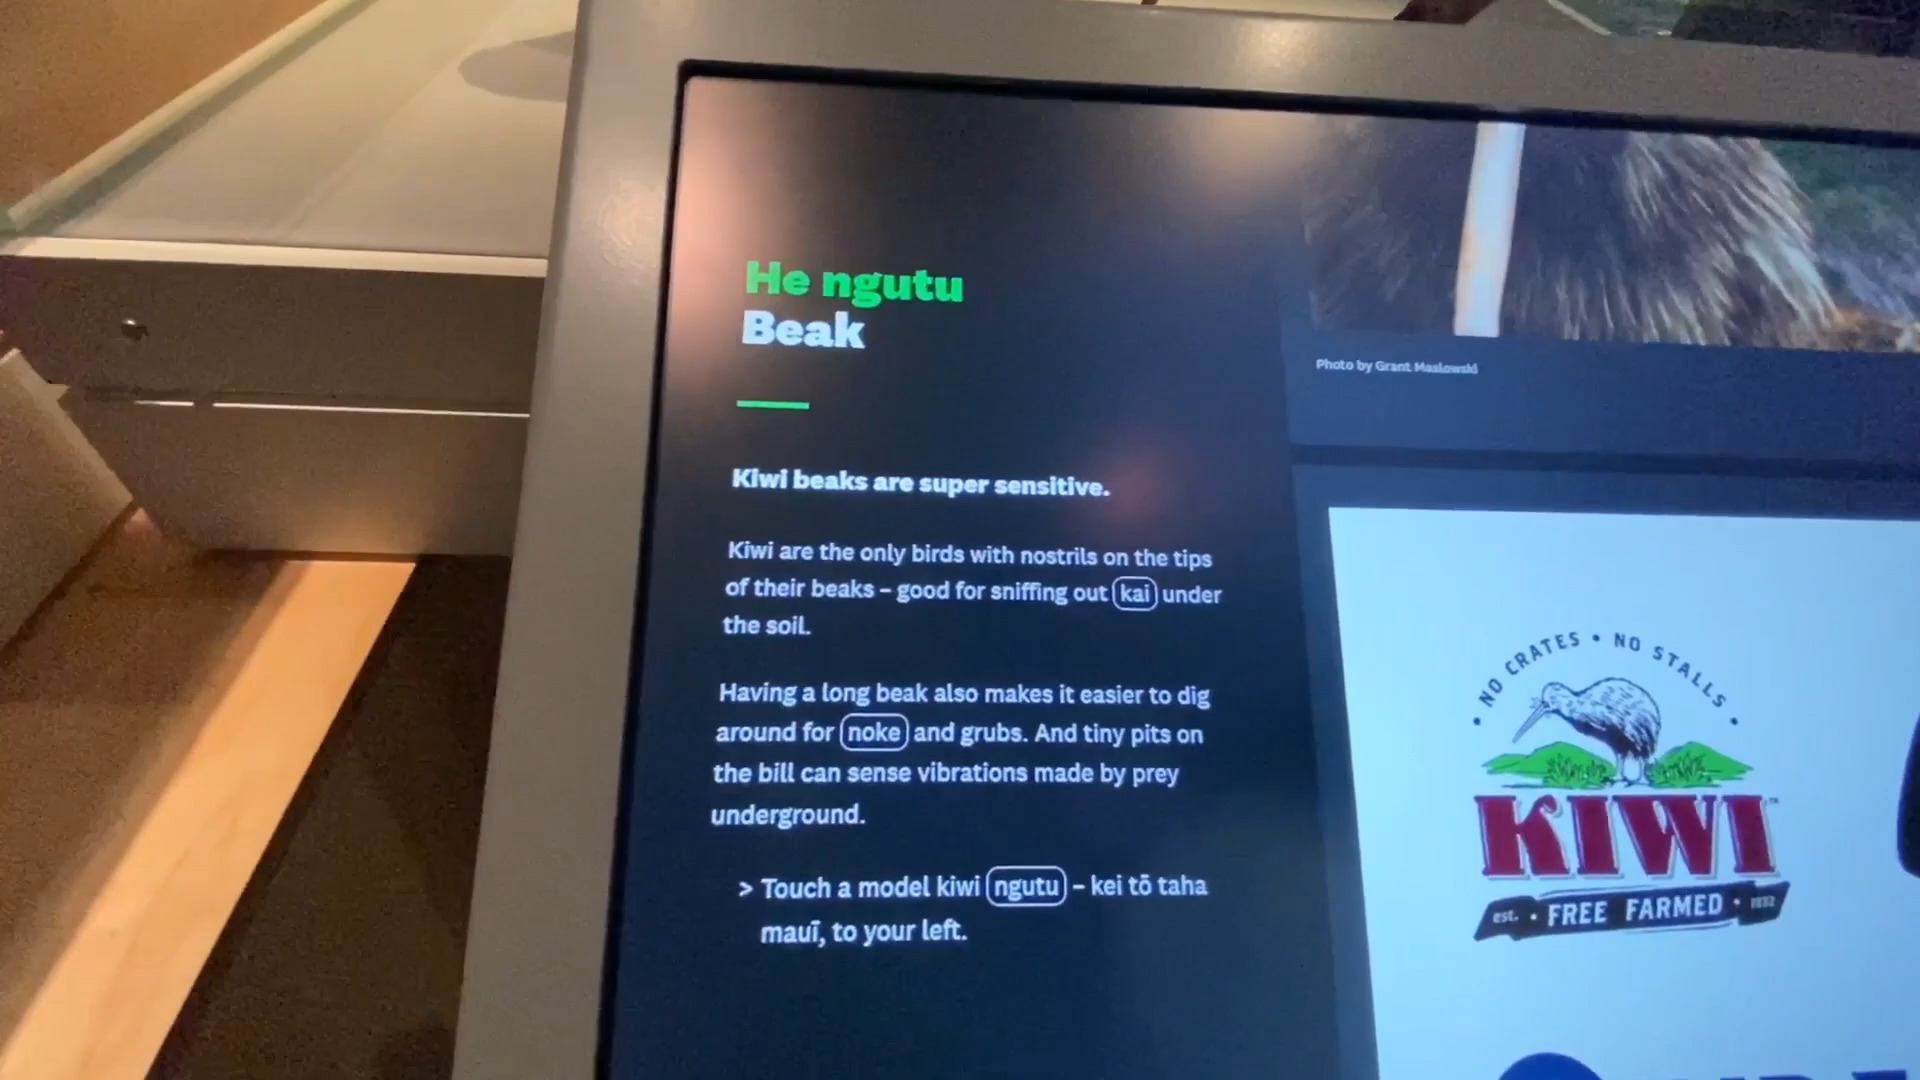 He ngutu
Beak
Kiwi beaks are super sensitive.
Kiwi are the only birds with nostrils on the tips
of their beaks – good for sniffing out kai under
the soil.
Having a long beak also makes it easier to dig
around for noke and grubs. And tiny pits on
the bill can sense vibrations made by prey
underground.
> Touch a model kiwi ngutu – kei tō taha
mauī, to your left.
Photo by Grant Maslowski
• NO CRATES • NO STALLS •
KIWI™
est. • FREE FARMED •